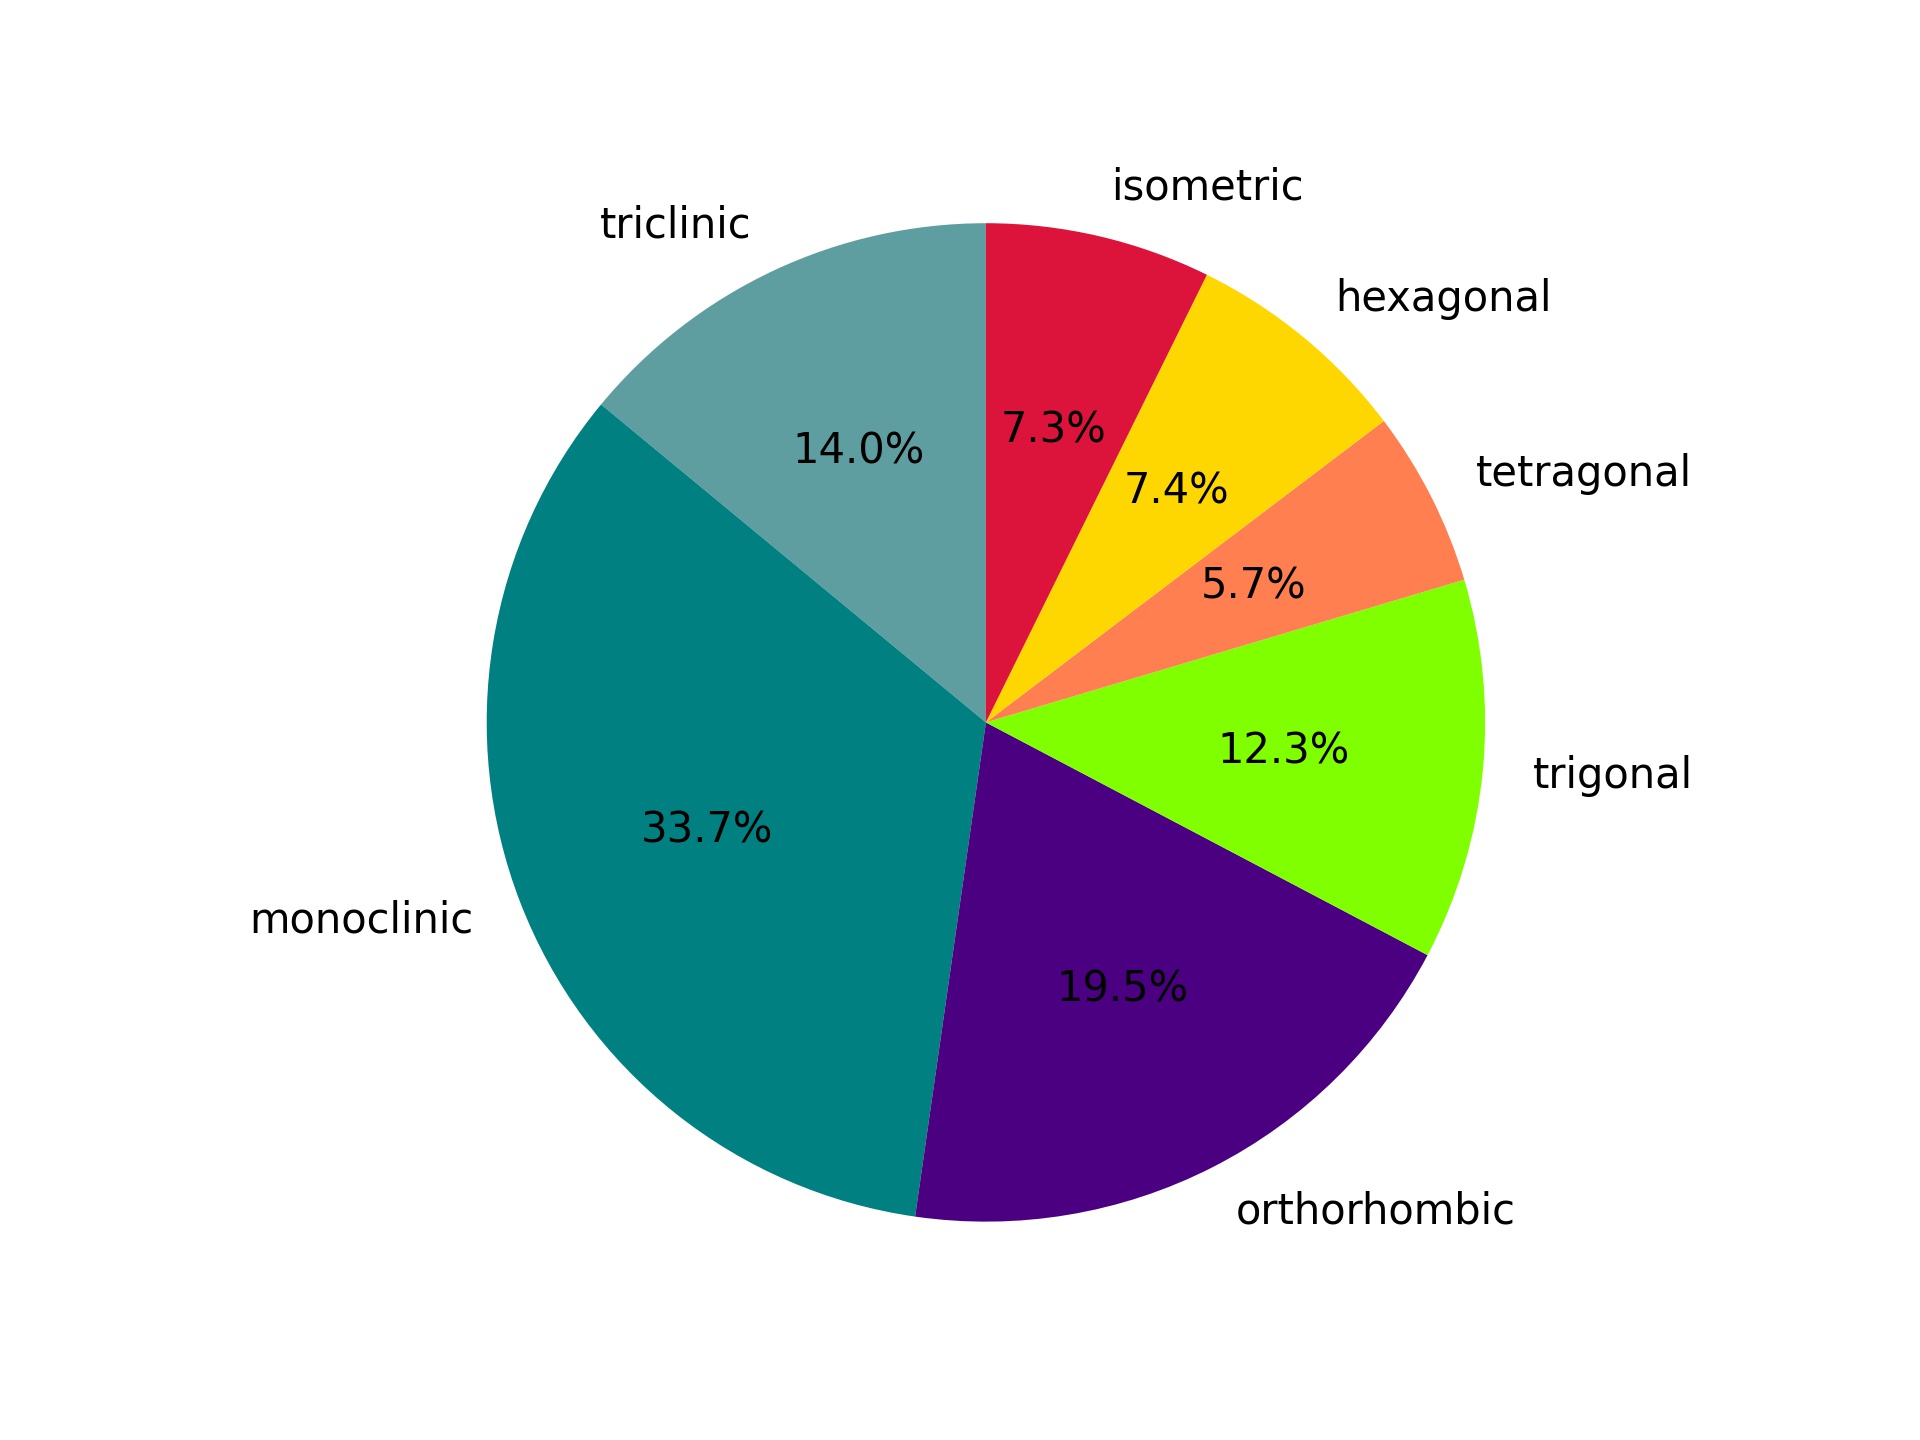 isometric
triclinic
hexagonal
7.3%
14.0%
tetragonal
7.4%
5.7%
12.3%
trigonal
33.7%
monoclinic
19.5%
orthorhombic